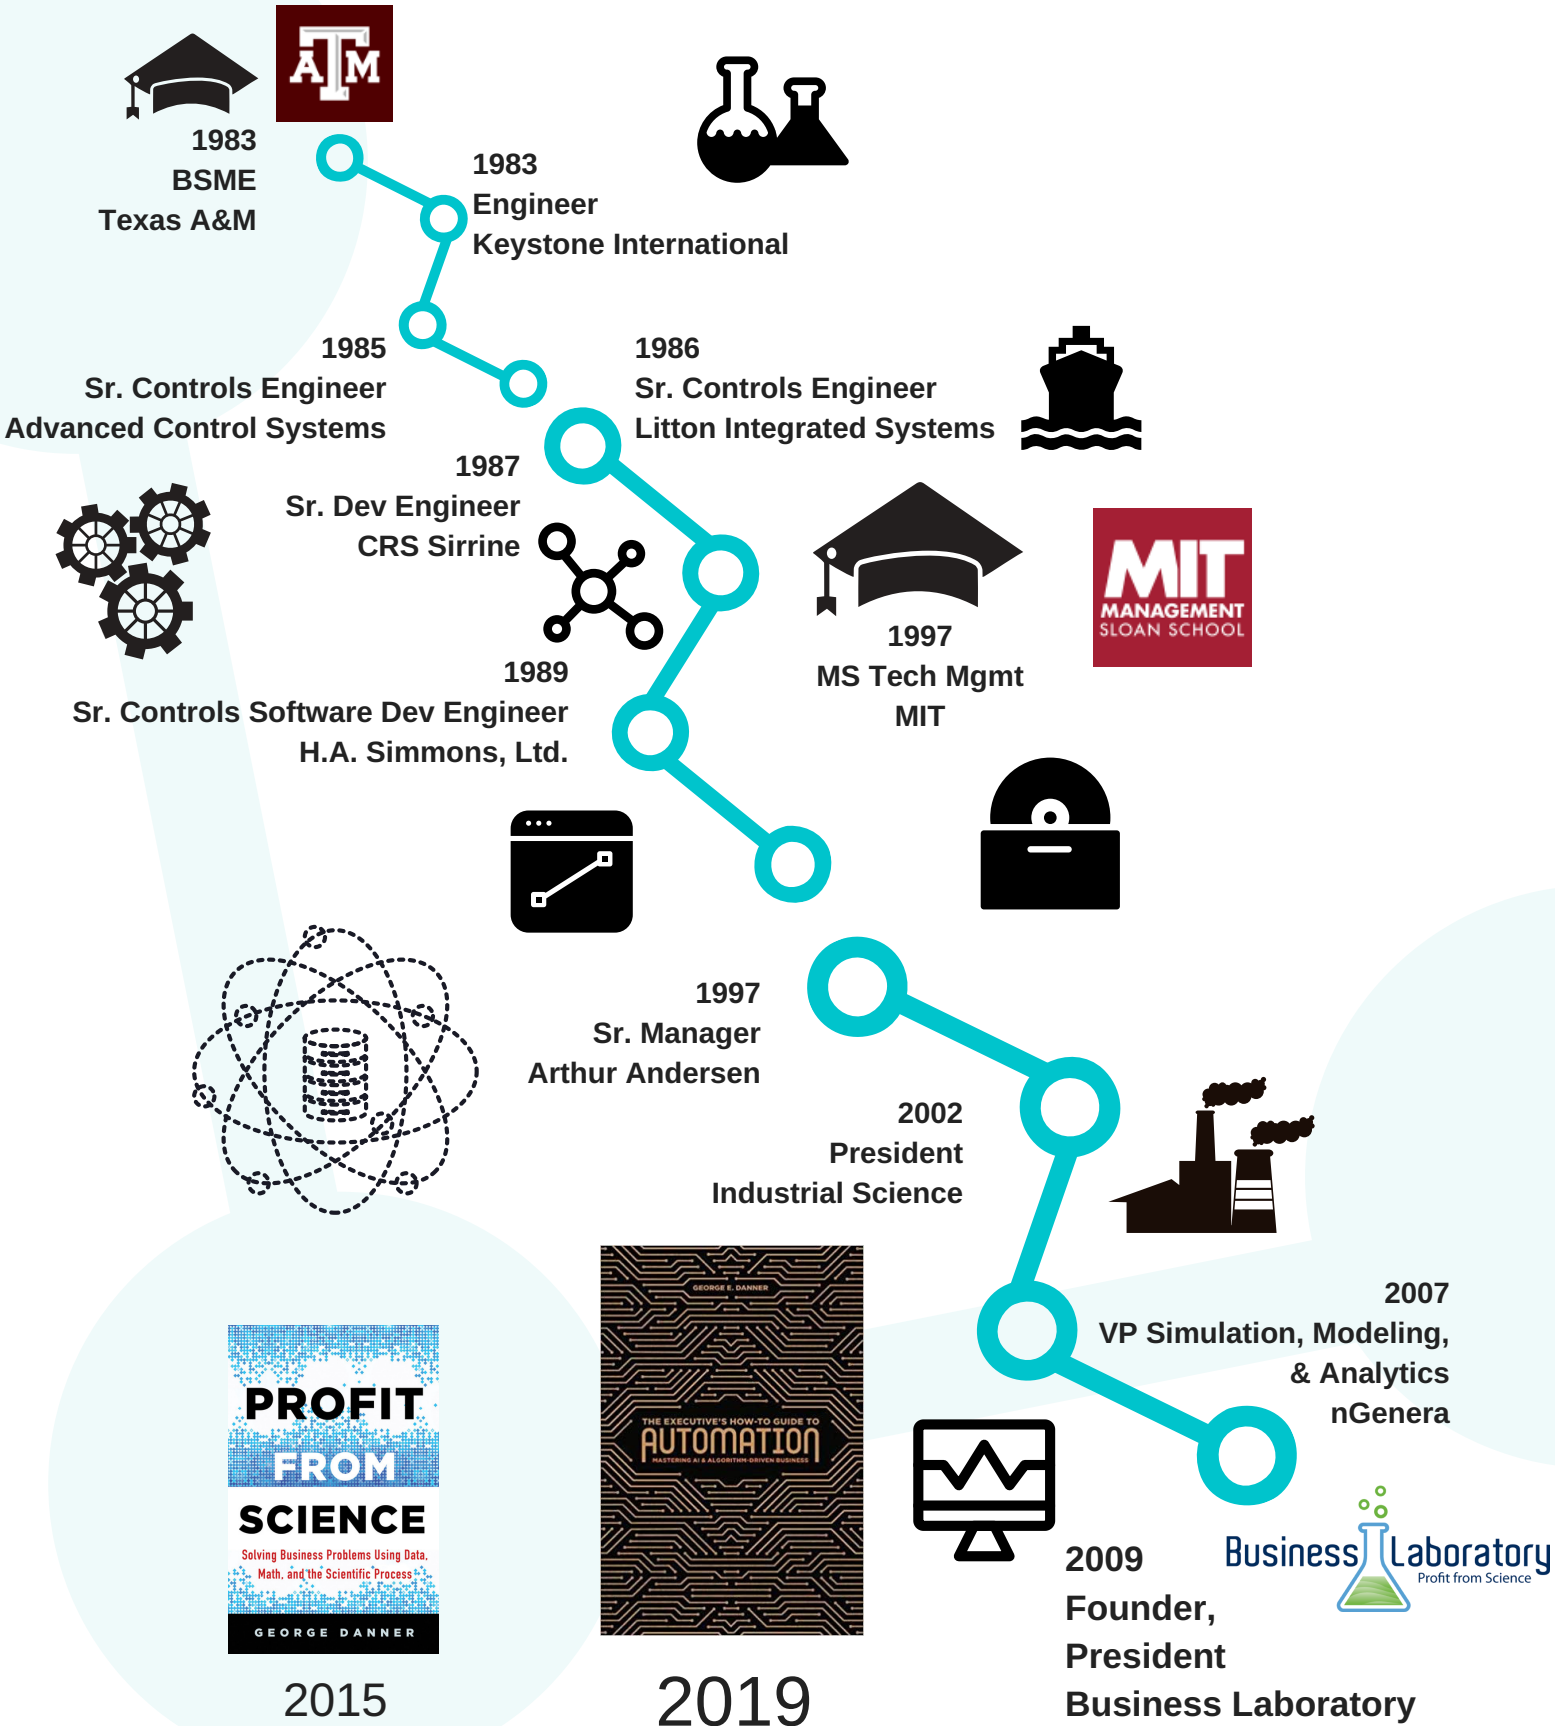 ATM
1983
BSME
Texas A&M
1983
Engineer
Keystone International
1985
Sr. Controls Engineer
Advanced Control Systems
1986
Sr. Controls Engineer
Litton Integrated Systems
1987
Sr. Dev Engineer
CRS Sirrine
MIT
MANAGEMENT
SLOAN SCHOOL
1997
MS Tech Mgmt
MIT
1989
Sr. Controls Software Dev Engineer
H.A. Simmons, Ltd.
1997
Sr. Manager
Arthur Andersen
2002
President
Industrial Science
2007
VP Simulation, Modeling,
& Analytics
nGenera
PROFIT
FROM
SCIENCE
Solving Business Problems Using Data,
Math, and the Scientific Process
GEORGE DANNER
2015
GEORGE E. DANNER
THE EXECUTIVE'S HOW-TO GUIDE TO
AUTOMATION
MASTERING AI & ALGORITHM-DRIVEN BUSINESS
2019
Business Laboratory
Profit from Science
2009
Founder,
President
Business Laboratory